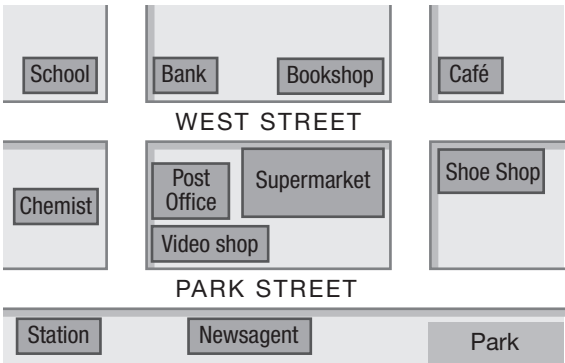 School
Bank
Bookshop
Café
WEST STREET
Chemist
Post
Office
Supermarket
Shoe Shop
Video shop
PARK STREET
Station
Newsagent
Park